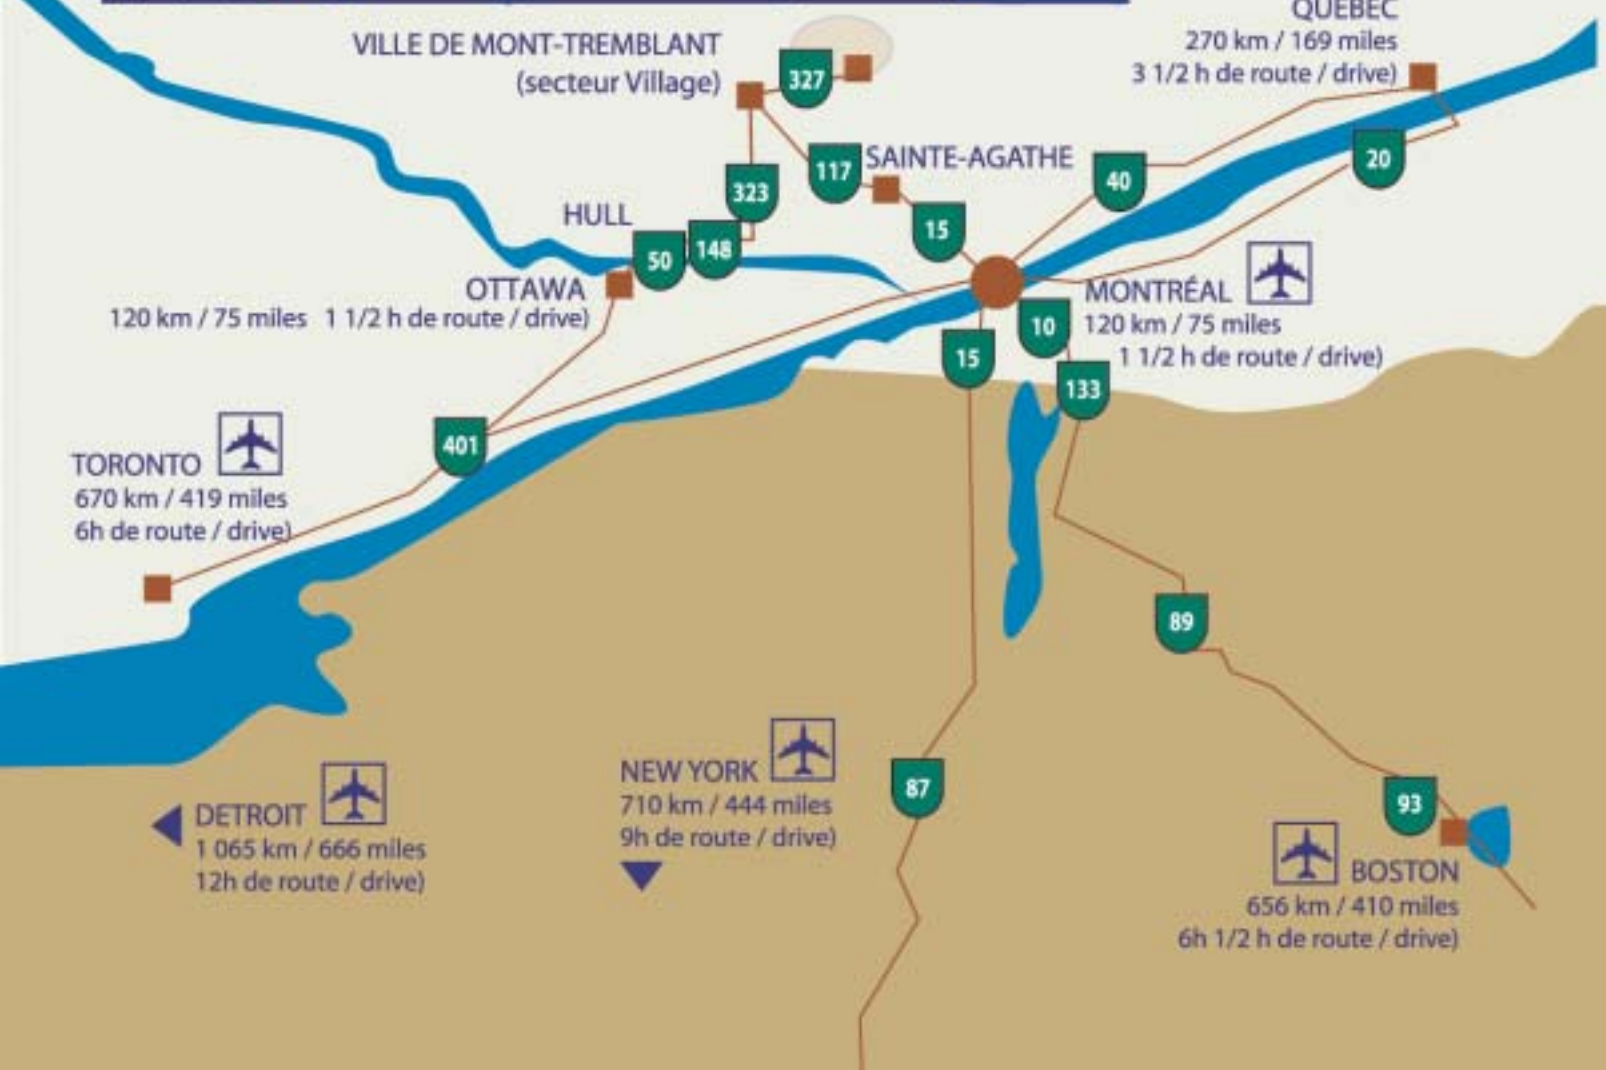 QUÉBEC
270 km / 169 miles
3 1/2 h de route / drive)
VILLE DE MONT-TREMBLANT
(secteur Village)
327
117
SAINTE-AGATHE
40
20
323
HULL
15
50
148
OTTAWA
120 km / 75 miles 1 1/2 h de route / drive)
MONTRÉAL
120 km / 75 miles
1 1/2 h de route / drive)
10
15
133
401
TORONTO
670 km / 419 miles
6h de route / drive)
89
NEW YORK
710 km / 444 miles
9h de route / drive)
87
93
DETROIT
1 065 km / 666 miles
12h de route / drive)
BOSTON
656 km / 410 miles
6h 1/2 h de route / drive)